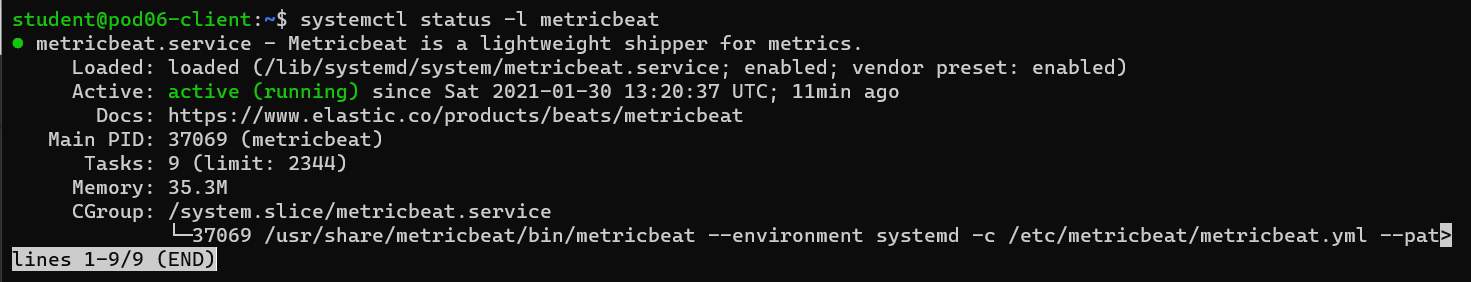 student@pod06-client:~$ systemctl status -l metricbeat
● metricbeat.service - Metricbeat is a lightweight shipper for metrics.
     Loaded: loaded (/lib/systemd/system/metricbeat.service; enabled; vendor preset: enabled)
     Active: active (running) since Sat 2021-01-30 13:20:37 UTC; 11min ago
       Docs: https://www.elastic.co/products/beats/metricbeat
   Main PID: 37069 (metricbeat)
      Tasks: 9 (limit: 2344)
     Memory: 35.3M
     CGroup: /system.slice/metricbeat.service
             └─37069 /usr/share/metricbeat/bin/metricbeat --environment systemd -c /etc/metricbeat/metricbeat.yml --pat>
lines 1-9/9 (END)